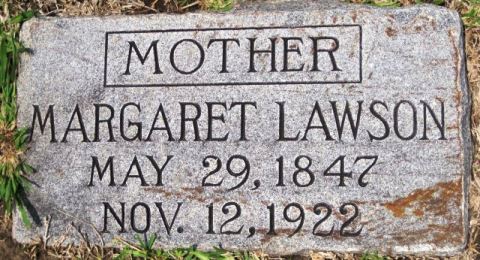 MOTHER
MARGARET LAWSON
MAY 29, 1847
NOV. 12, 1922